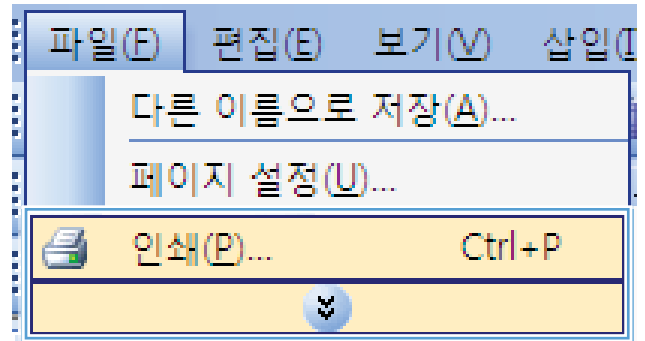 파일(F) 편집(E) 보기(V) 삽입(I
다른 이름으로 저장(A)...
페이지 설정(U)...
인쇄(P)... Ctrl+P